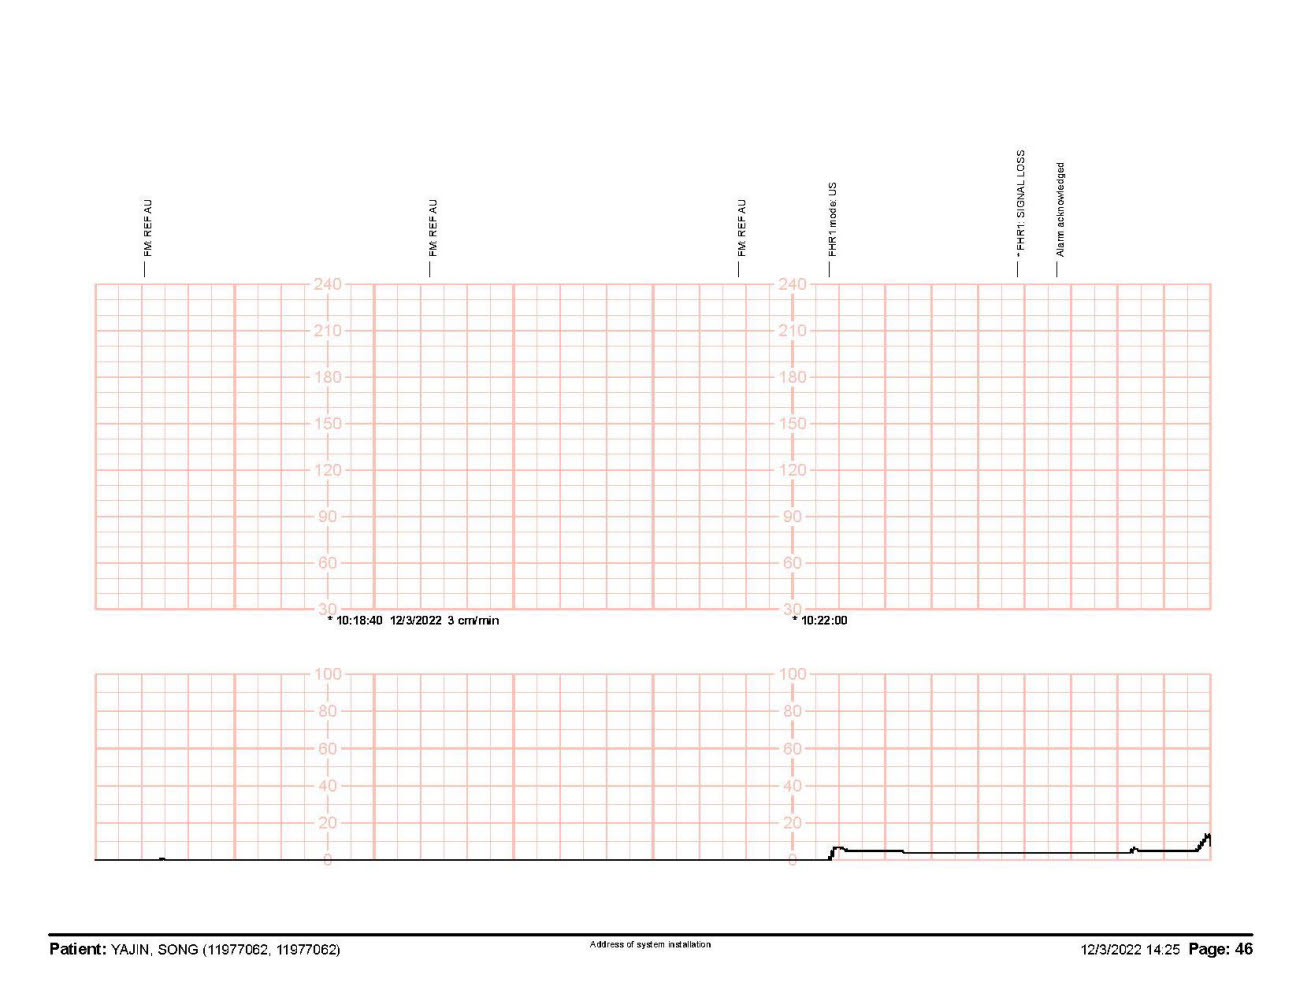 FM: REF AU
FM: REF AU
FM: REF AU
FHR1 mode: US
* FHR1: SIGNAL LOSS
Alarm acknowledged
240 240
210 210
180 180
150 150
120 120
90 90
60 60
30 30
* 10:18:40 12/3/2022 3 cm/min * 10:22:00
100 100
80 80
60 60
40 40
20 20
0 0
Patient: YAJIN, SONG (11977062, 11977062) Address of system installation 12/3/2022 14:25 Page: 46